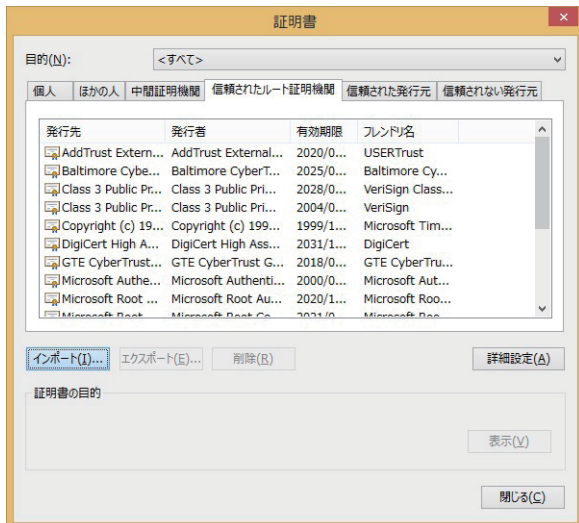 証明書
目的(N): <すべて>
個人 ほかの人 中間証明機関 信頼されたルート証明機関 信頼された発行元 信頼されない発行元
発行先 発行者 有効期限 フレンドリ名
AddTrust Extern... AddTrust External... 2020/0... USERTrust
Baltimore Cybe... Baltimore CyberT... 2025/0... Baltimore Cy...
Class 3 Public Pr... Class 3 Public Pri... 2028/0... VeriSign Class...
Class 3 Public Pr... Class 3 Public Pri... 2004/0... VeriSign
Copyright (c) 19... Copyright (c) 199... 1999/1... Microsoft Tim...
DigiCert High A... DigiCert High Ass... 2031/1... DigiCert
GTE CyberTrust... GTE CyberTrust G... 2018/0... GTE CyberTru...
Microsoft Authe... Microsoft Authenti... 2000/0... Microsoft Aut...
Microsoft Root ... Microsoft Root Au... 2020/1... Microsoft Roo...
インポート(I)... エクスポート(E)... 削除(R) 詳細設定(A)
証明書の目的
表示(V)
閉じる(C)